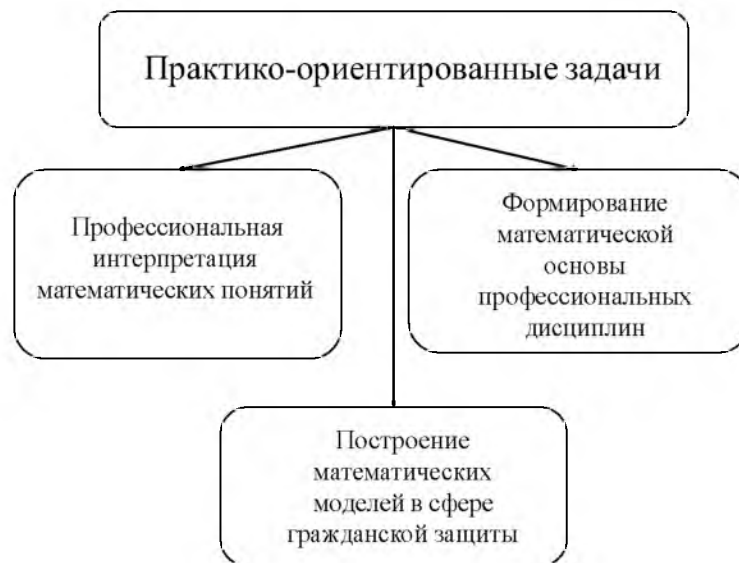 Практико-ориентированные задачи
Профессиональная
интерпретация
математических понятий
Формирование
математической
основы
профессиональных
дисциплин
Построение
математических
моделей в сфере
гражданской защиты